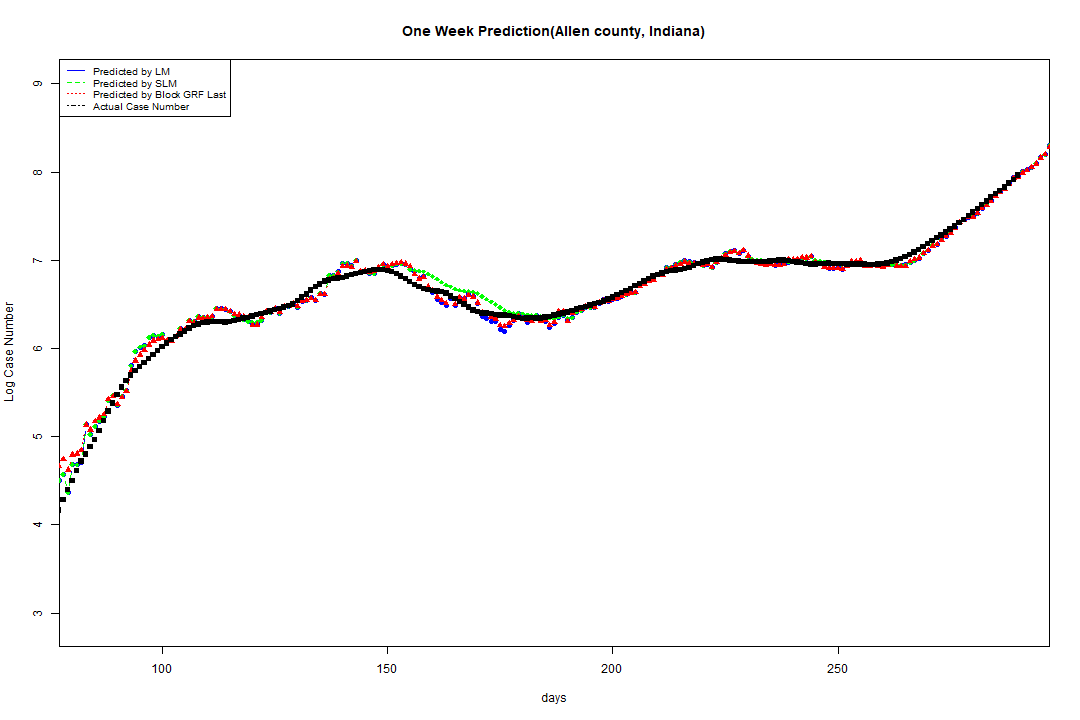 One Week Prediction(Allen county, Indiana)
Predicted by LM
Predicted by SLM
Predicted by Block GRF Last
Actual Case Number
9
8
7
6
5
4
3
Log Case Number
100
150
200
250
days